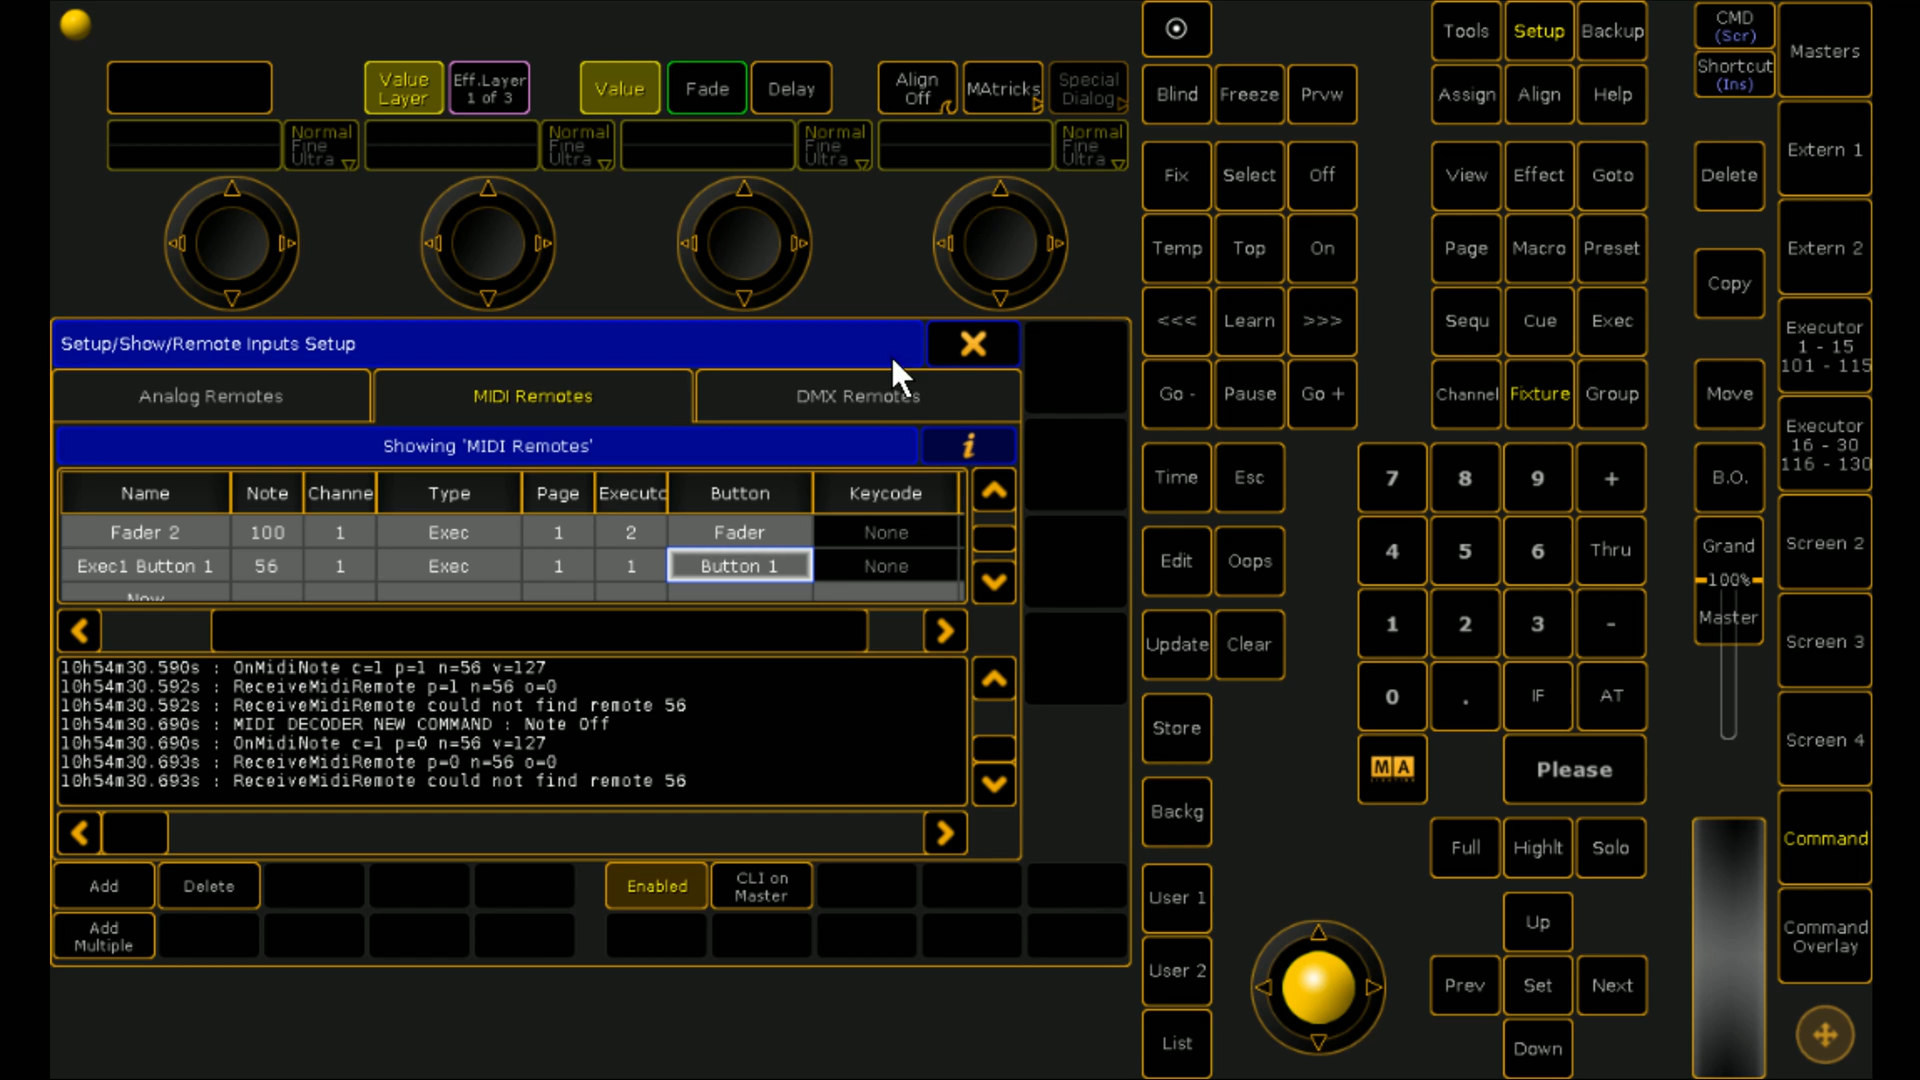 Tools Setup Backup
CMD
(Scr)
Masters
Value
Layer
Eff.Layer
1 of 3
Value
Fade
Delay
Align
Off
MAtricks
Special
Dialog
Blind Freeze Prvw
Assign Align Help
Shortcut
(Ins)
Normal
Fine
Ultra
Normal
Fine
Ultra
Normal
Fine
Ultra
Normal
Fine
Ultra
Extern 1
Fix Select Off
View Effect Goto
Delete
Temp Top On
Page Macro Preset
Extern 2
Copy
<<< Learn >>>
Sequ Cue Exec
Executor
1 - 15
101 - 115
Setup/Show/Remote Inputs Setup
Analog Remotes
MIDI Remotes
DMX Remotes
Go - Pause Go +
Channel Fixture Group
Move
Executor
16 - 30
116 - 130
Showing 'MIDI Remotes'
i
Name Note Channe Type Page Executo Button Keycode
Fader 2 100 1 Exec 1 2 Fader None
Exec1 Button 1 56 1 Exec 1 1 Button 1 None
New
Time Esc
7 8 9 +
B.O.
Edit Oops
4 5 6 Thru
Grand
100%
Master
Screen 2
1 2 3 -
Update Clear
Screen 3
10h54m30.590s : OnMidiNote c=1 p=1 n=56 v=127
10h54m30.592s : ReceiveMidiRemote p=1 n=56 o=0
10h54m30.592s : ReceiveMidiRemote could not find remote 56
10h54m30.690s : MIDI DECODER NEW COMMAND : Note Off
10h54m30.690s : OnMidiNote c=1 p=0 n=56 v=127
10h54m30.693s : ReceiveMidiRemote p=0 n=56 o=0
10h54m30.693s : ReceiveMidiRemote could not find remote 56
0 . IF AT
Store
Screen 4
MA
Please
Backg
Full Highlt Solo
Command
Add
Delete
Enabled
CLI on
Master
User 1
Add
Multiple
Up
Command
Overlay
User 2
Prev Set Next
List
Down